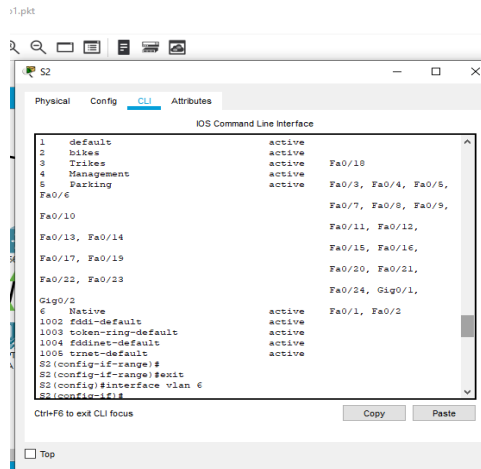 o1.pkt
S2
Physical Config CLI Attributes
IOS Command Line Interface
1 default active
2 bikes active
3 Trikes active Fa0/18
4 Management active
5 Parking active Fa0/3, Fa0/4, Fa0/5,
Fa0/6
Fa0/7, Fa0/8, Fa0/9,
Fa0/10
Fa0/11, Fa0/12,
Fa0/13, Fa0/14
Fa0/15, Fa0/16,
Fa0/17, Fa0/19
Fa0/20, Fa0/21,
Fa0/22, Fa0/23
Fa0/24, Gig0/1,
Gig0/2
6 Native active Fa0/1, Fa0/2
1002 fddi-default active
1003 token-ring-default active
1004 fddinet-default active
1005 trnet-default active
S2(config-if-range)#
S2(config-if-range)#exit
S2(config)#interface vlan 6
S2(config-if)#
Ctrl+F6 to exit CLI focus
Copy Paste
Top